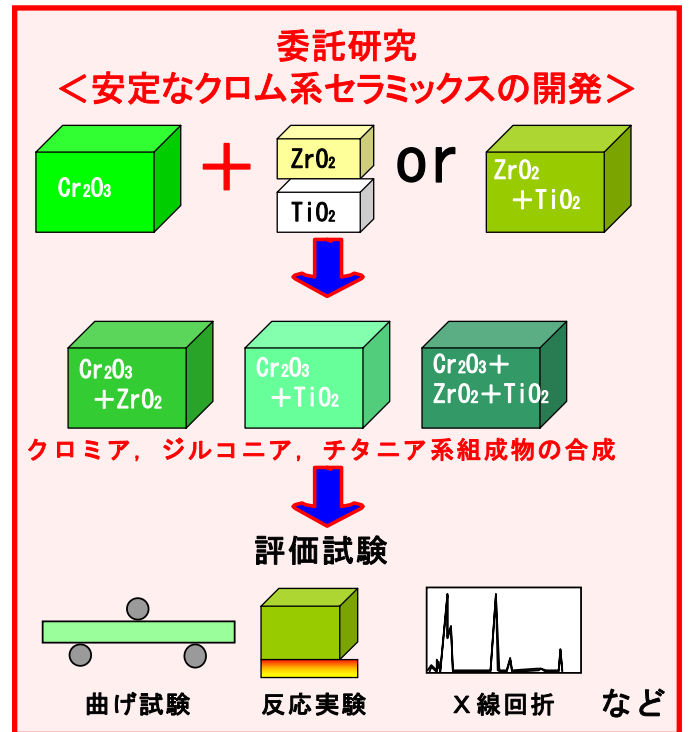 委託研究
＜安定なクロム系セラミックスの開発＞
Cr₂O₃
＋
ZrO₂
TiO₂
or
ZrO₂
＋TiO₂
Cr₂O₃
＋ZrO₂
Cr₂O₃
＋TiO₂
Cr₂O₃＋
ZrO₂＋TiO₂
クロミア，ジルコニア，チタニア系組成物の合成
評価試験
曲げ試験
反応実験
Ｘ線回折
など